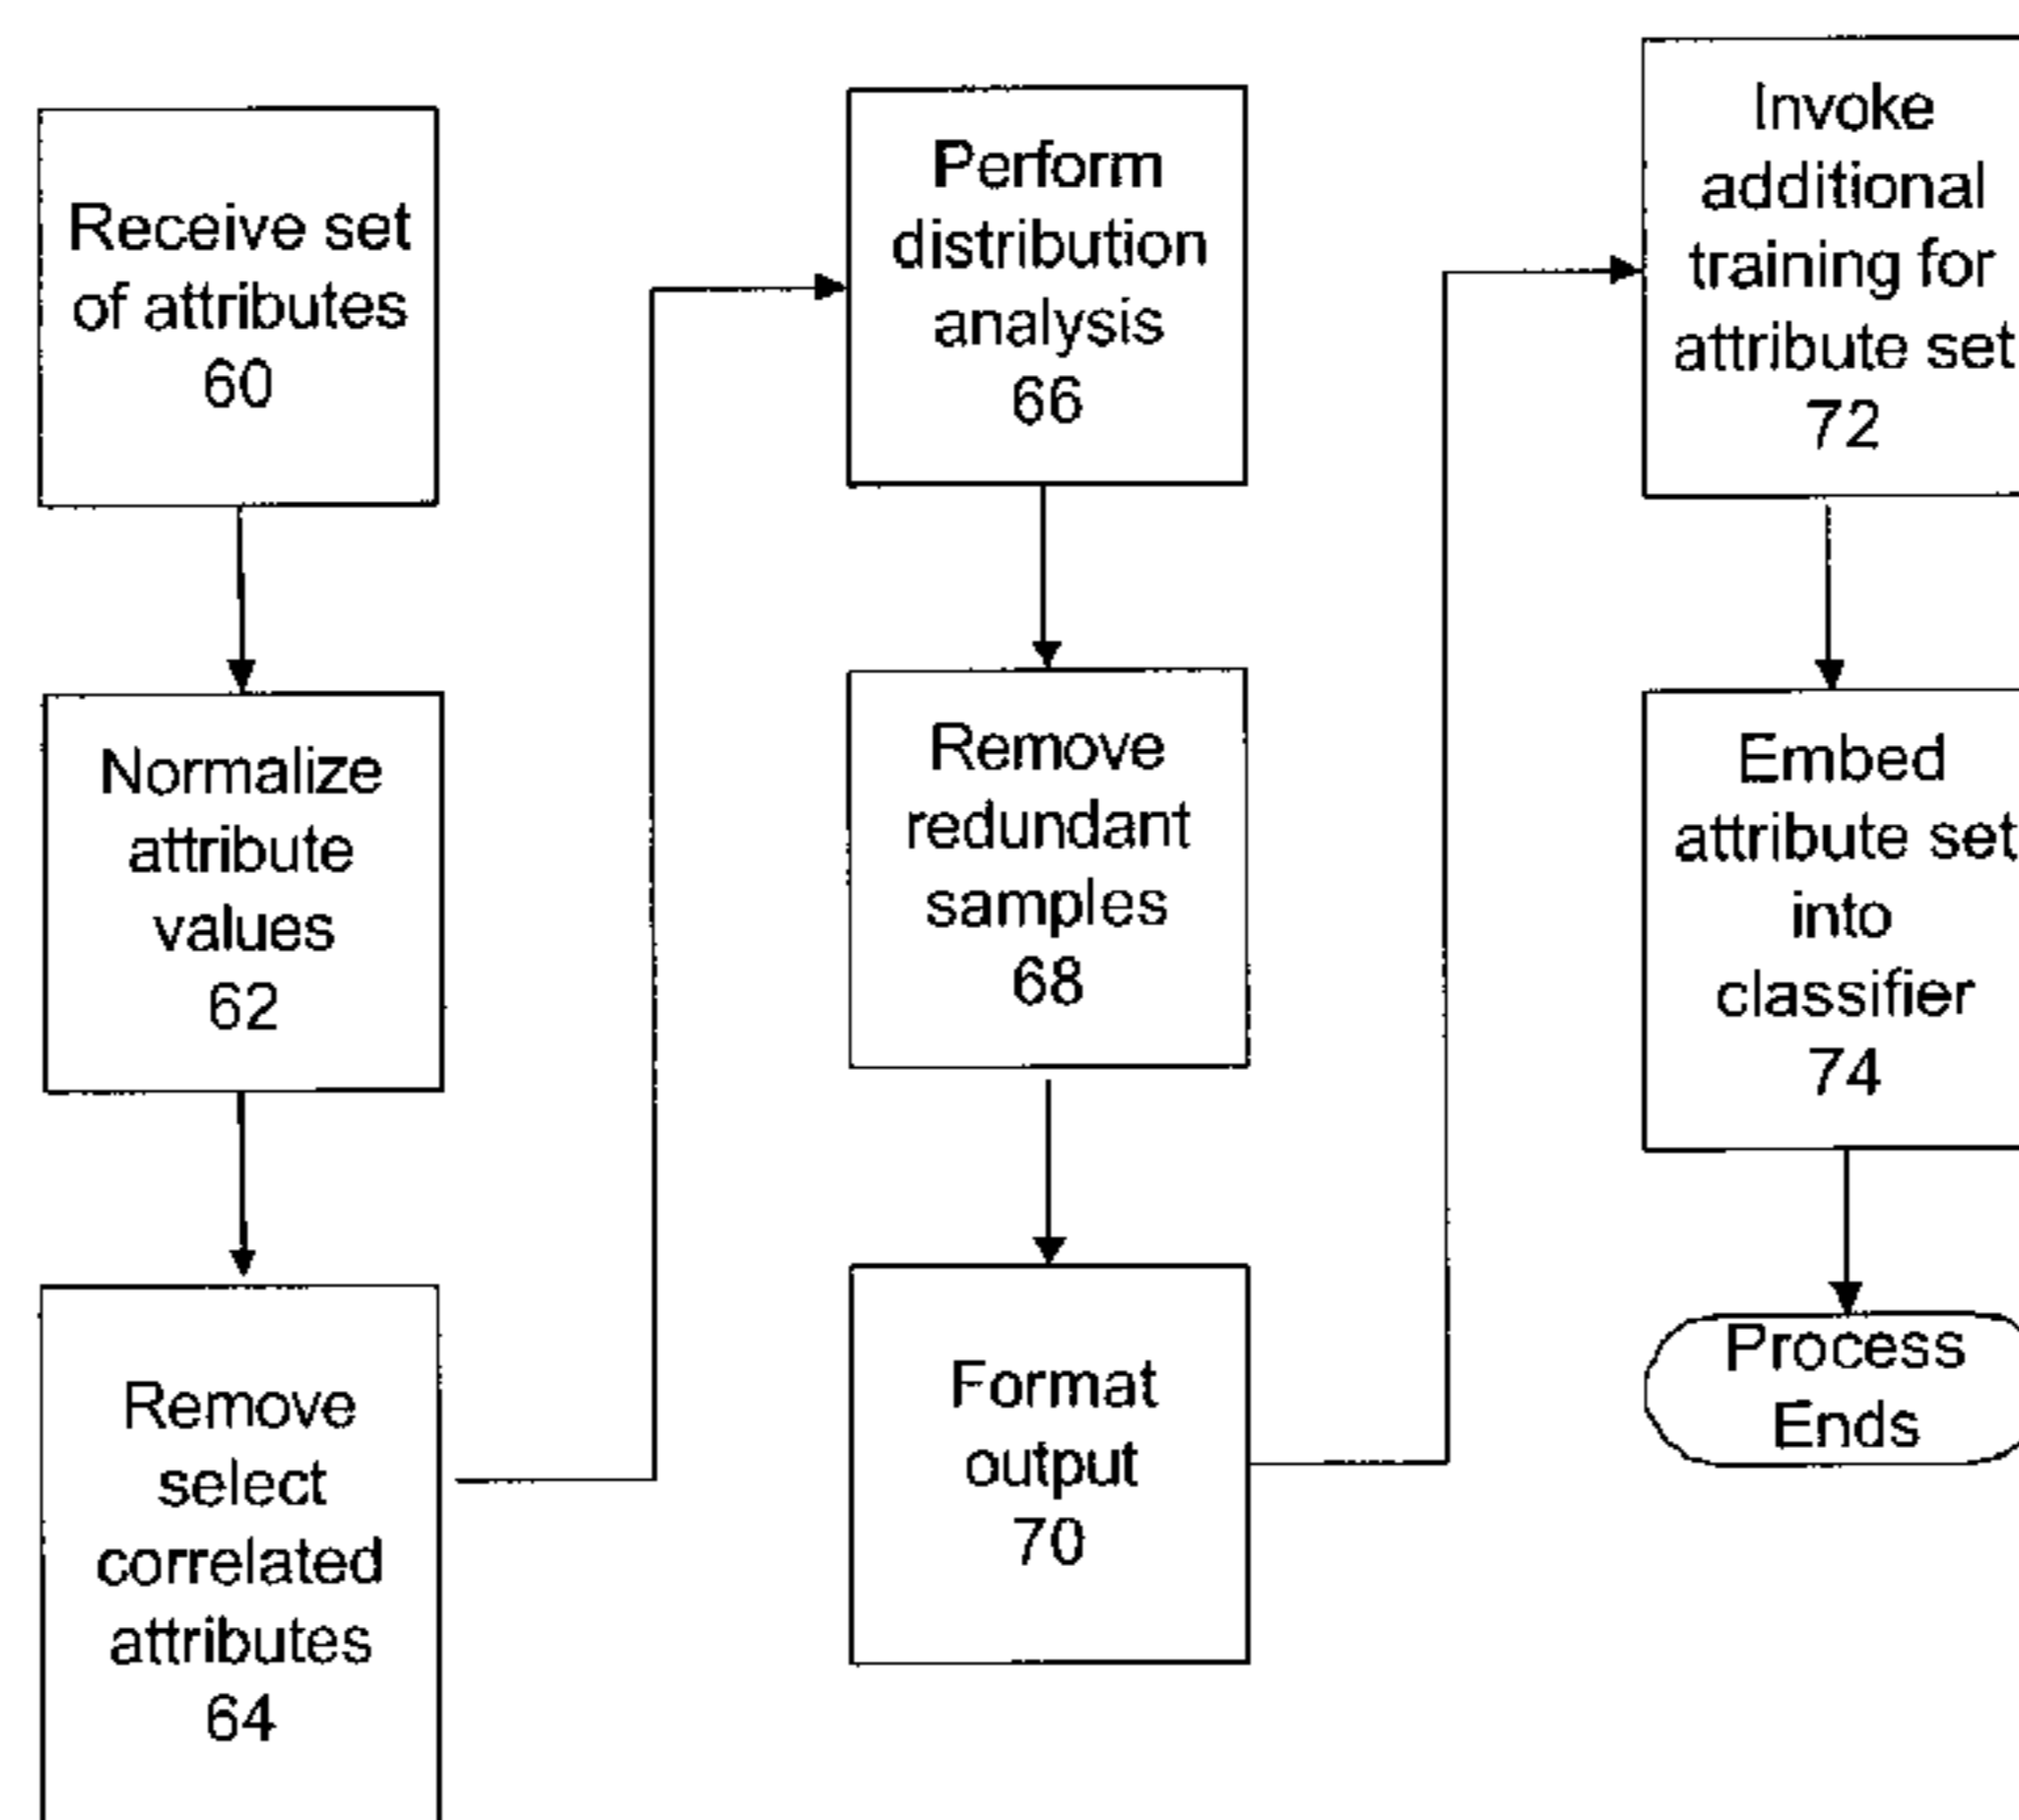 Receive set
of attributes
60
Normalize
attribute
values
62
Remove
select
correlated
attributes
64
Perform
distribution
analysis
66
Remove
redundant
samples
68
Format
output
70
Invoke
additional
training for
attribute set
72
Embed
attribute set
into
classifier
74
Process
Ends